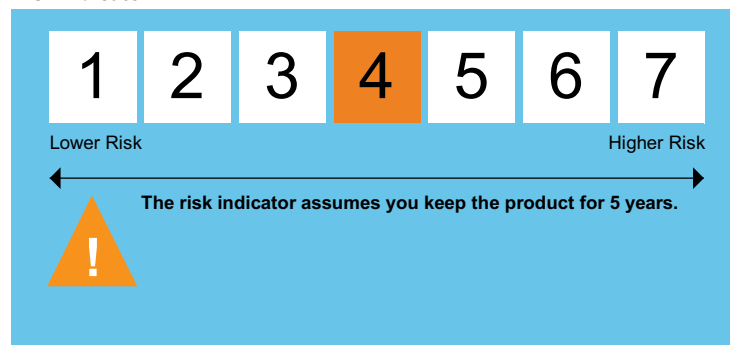 1 2 3 4 5 6 7
Lower Risk Higher Risk
The risk indicator assumes you keep the product for 5 years.
!